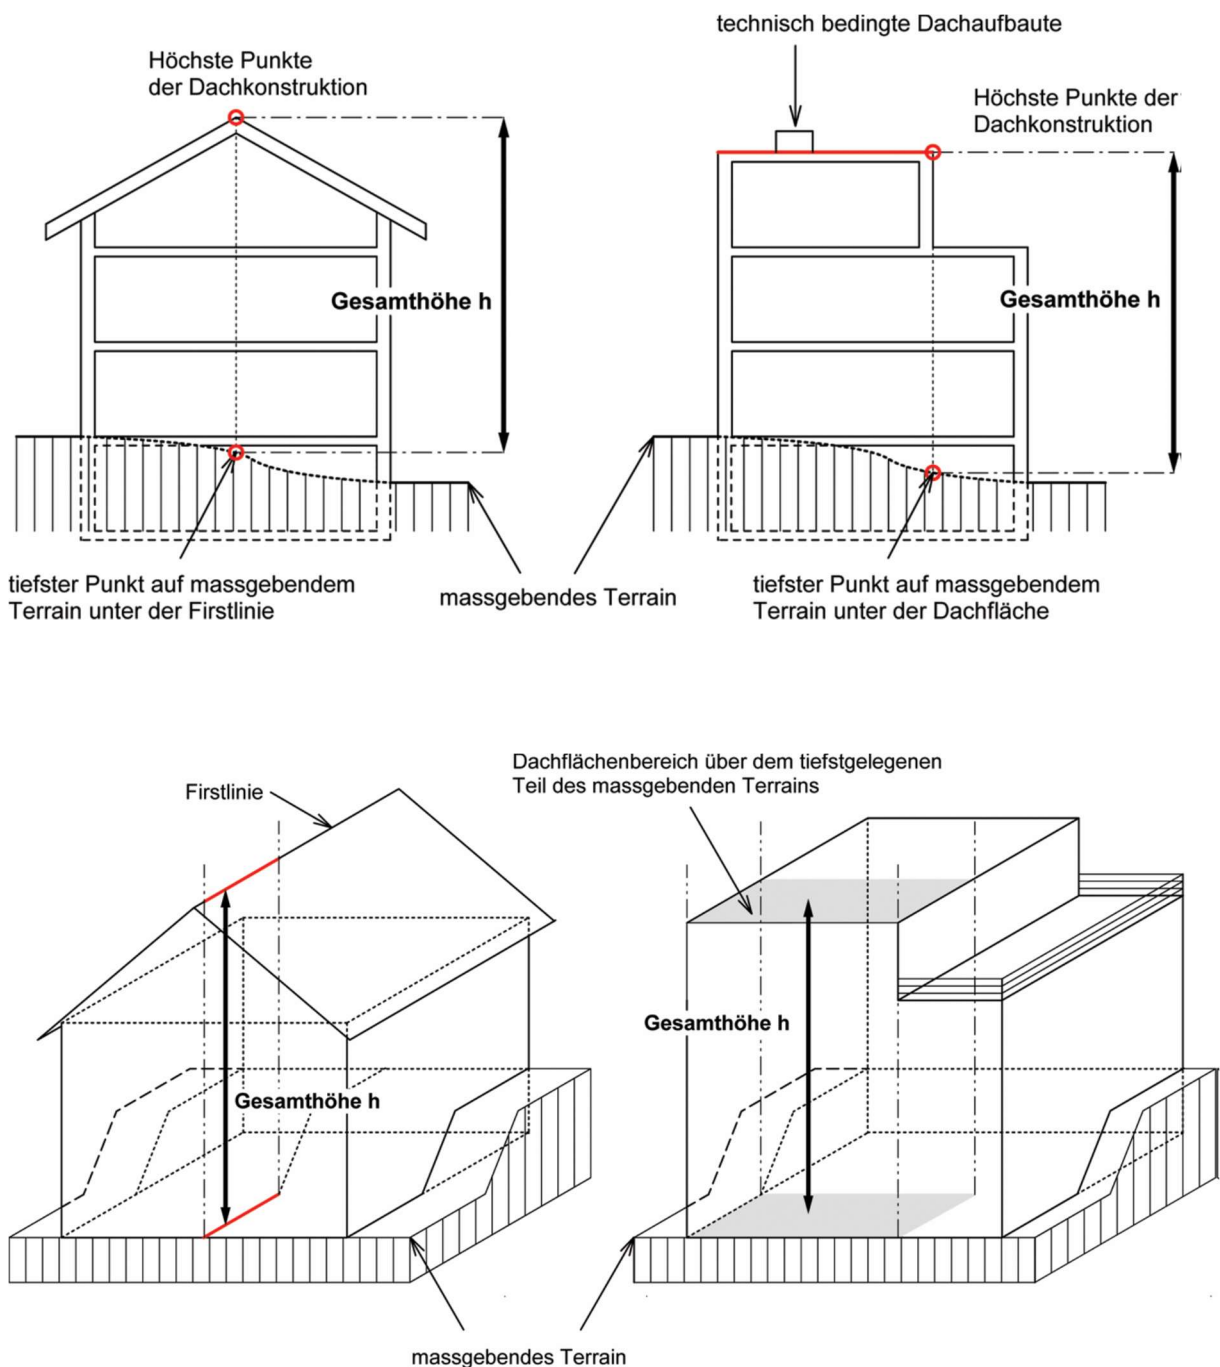 technisch bedingte Dachaufbaute
Höchste Punkte
der Dachkonstruktion
Höchste Punkte der
Dachkonstruktion
Gesamthöhe h
Gesamthöhe h
tiefster Punkt auf massgebendem
Terrain unter der Firstlinie
massgebendes Terrain
tiefster Punkt auf massgebendem
Terrain unter der Dachfläche
Dachflächenbereich über dem tiefstgelegenen
Teil des massgebenden Terrains
Firstlinie
Gesamthöhe h
Gesamthöhe h
massgebendes Terrain